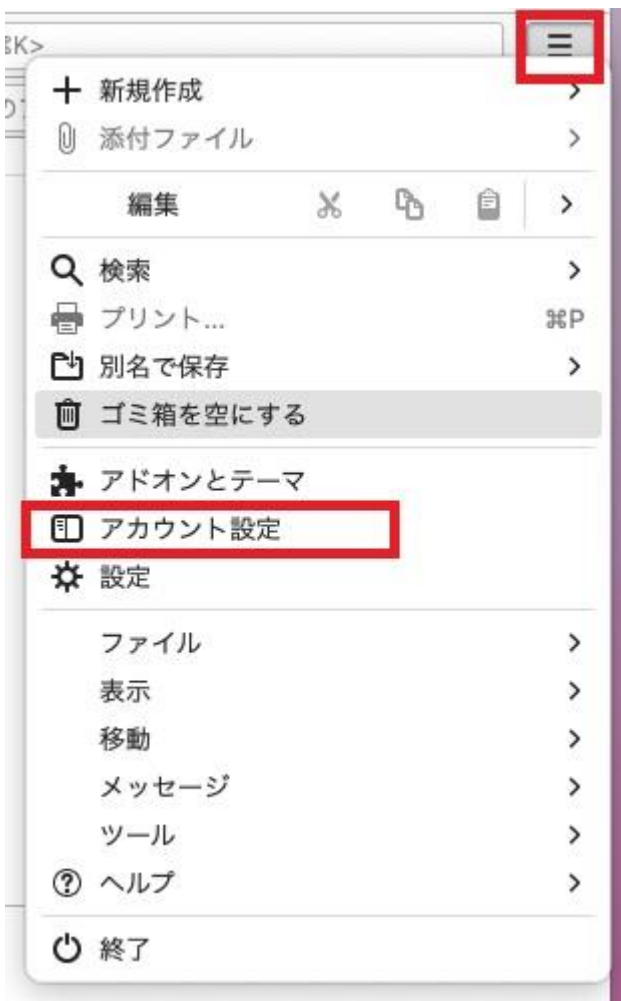 ⌘K>
新規作成
添付ファイル
編集
検索
プリント... ⌘P
別名で保存
ゴミ箱を空にする
アドオンとテーマ
アカウント設定
設定
ファイル
表示
移動
メッセージ
ツール
ヘルプ
終了